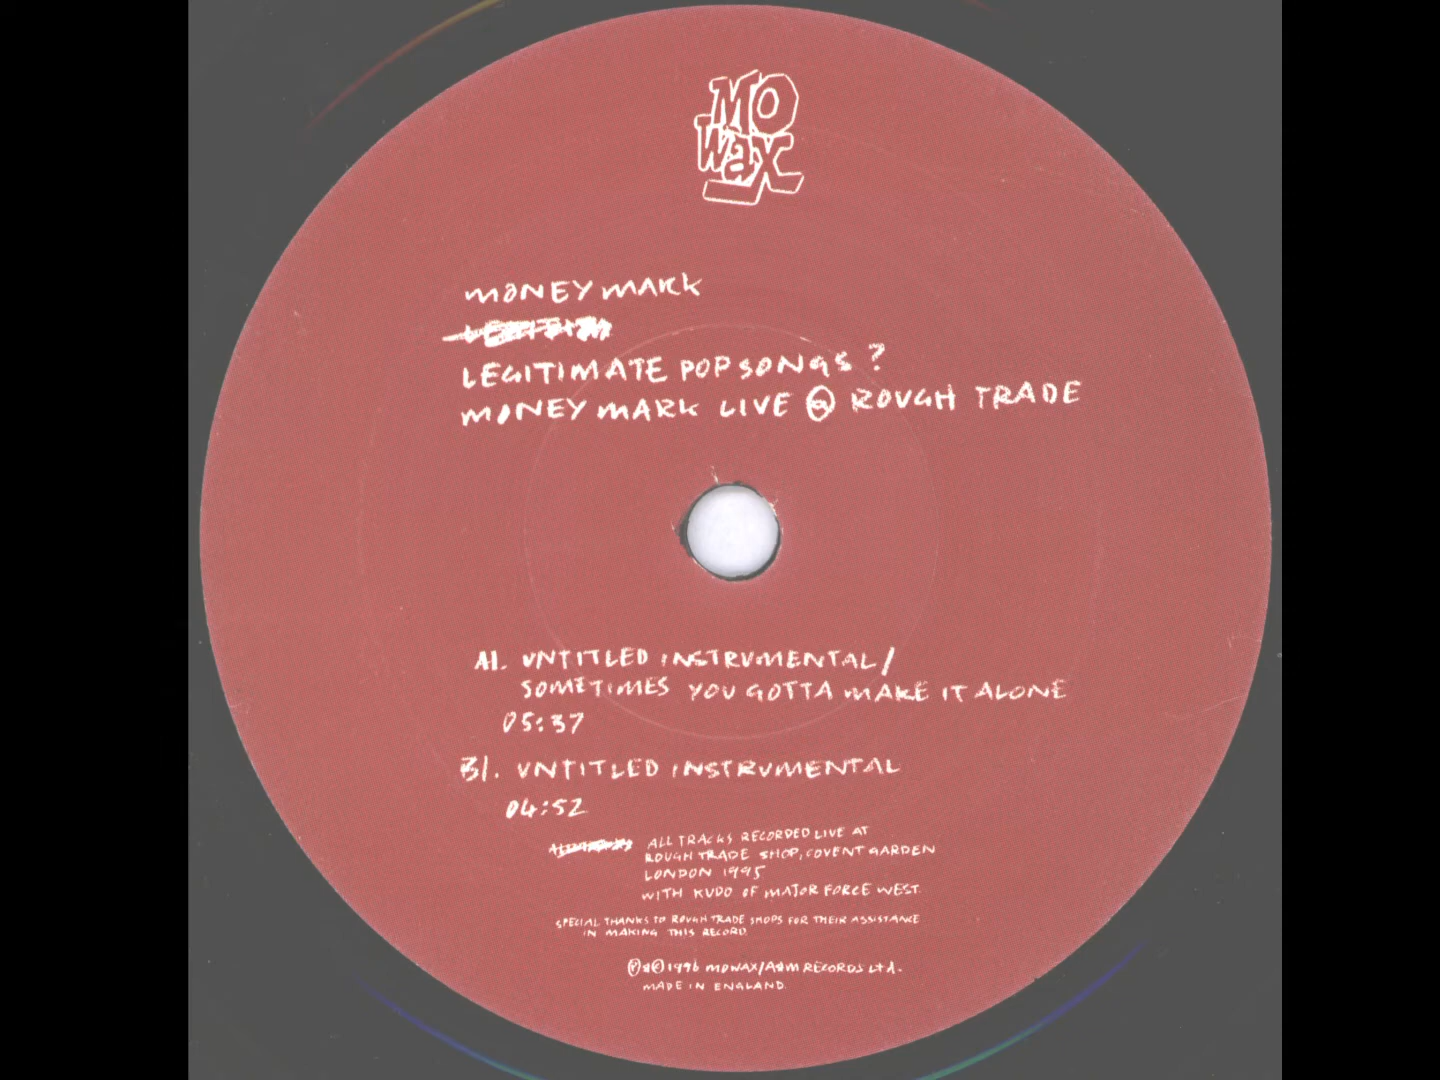 MO
WaX
MONEY MARK
LEGITIMATE POP SONGS ?
MONEY MARK LIVE @ ROUGH TRADE
A1. UNTITLED INSTRUMENTAL/
SOMETIMES YOU GOTTA MAKE IT ALONE
05:37
B1. UNTITLED INSTRUMENTAL
04:52
ALL TRACKS RECORDED LIVE AT
ROUGH TRADE SHOP, COVENT GARDEN
LONDON 1995
WITH KUDO OF MAJOR FORCE WEST.
SPECIAL THANKS TO ROUGH TRADE SHOPS FOR THEIR ASSISTANCE
IN MAKING THIS RECORD.
Ⓟ&© 1996 MOWAX/A&M RECORDS LTD.
MADE IN ENGLAND.